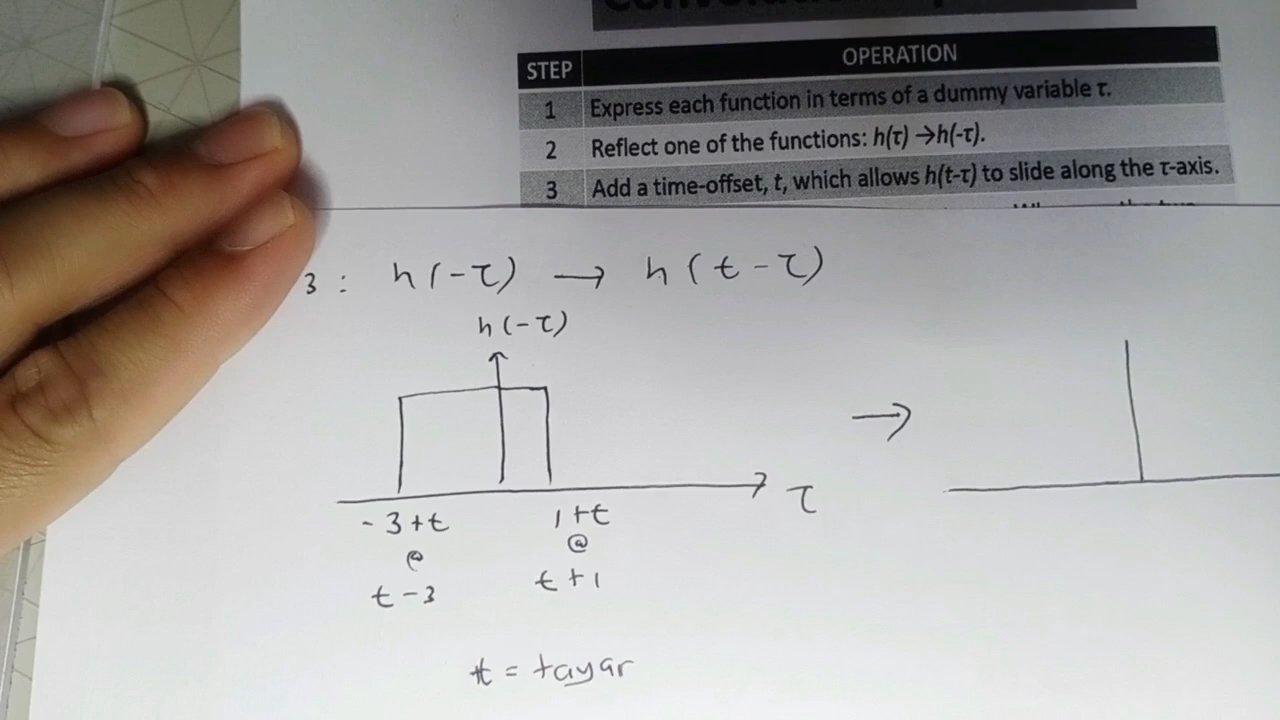 STEP OPERATION
1 Express each function in terms of a dummy variable τ.
2 Reflect one of the functions: h(τ) →h(-τ).
3 Add a time-offset, t, which allows h(t-τ) to slide along the τ-axis.
3 : h(-τ) → h(t-τ)
h(-τ)
→
τ
-3+t 1+t
@ @
t-3 t+1
t = tayar